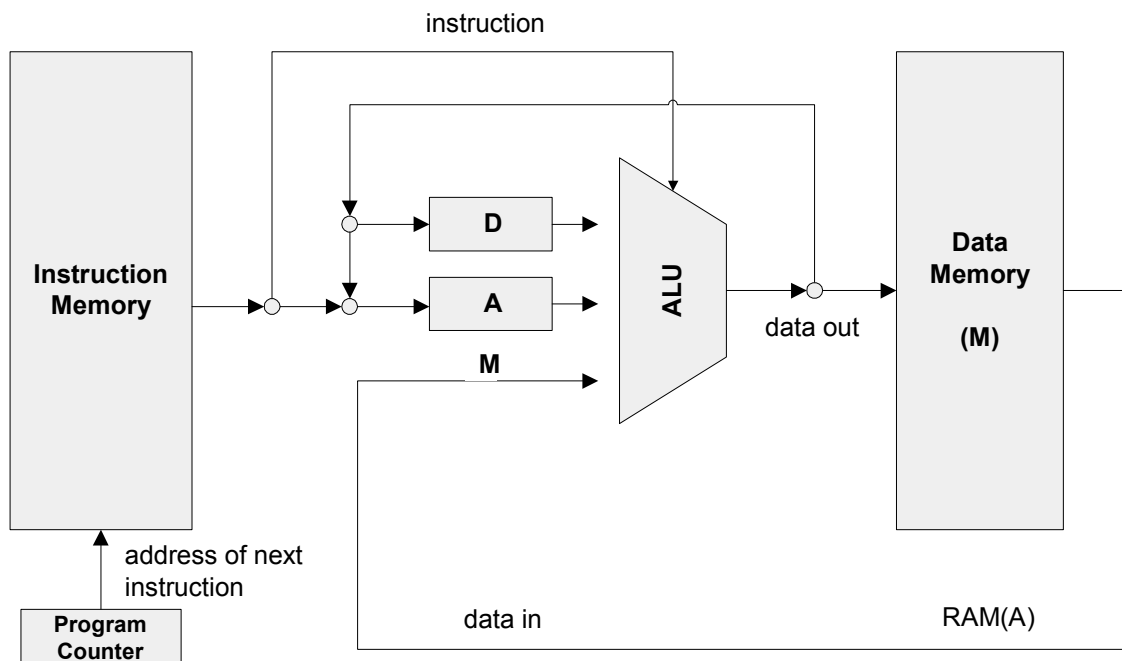 instruction
Instruction
Memory
D
A
M
ALU
data out
Data
Memory
(M)
address of next
instruction
Program
Counter
data in
RAM(A)